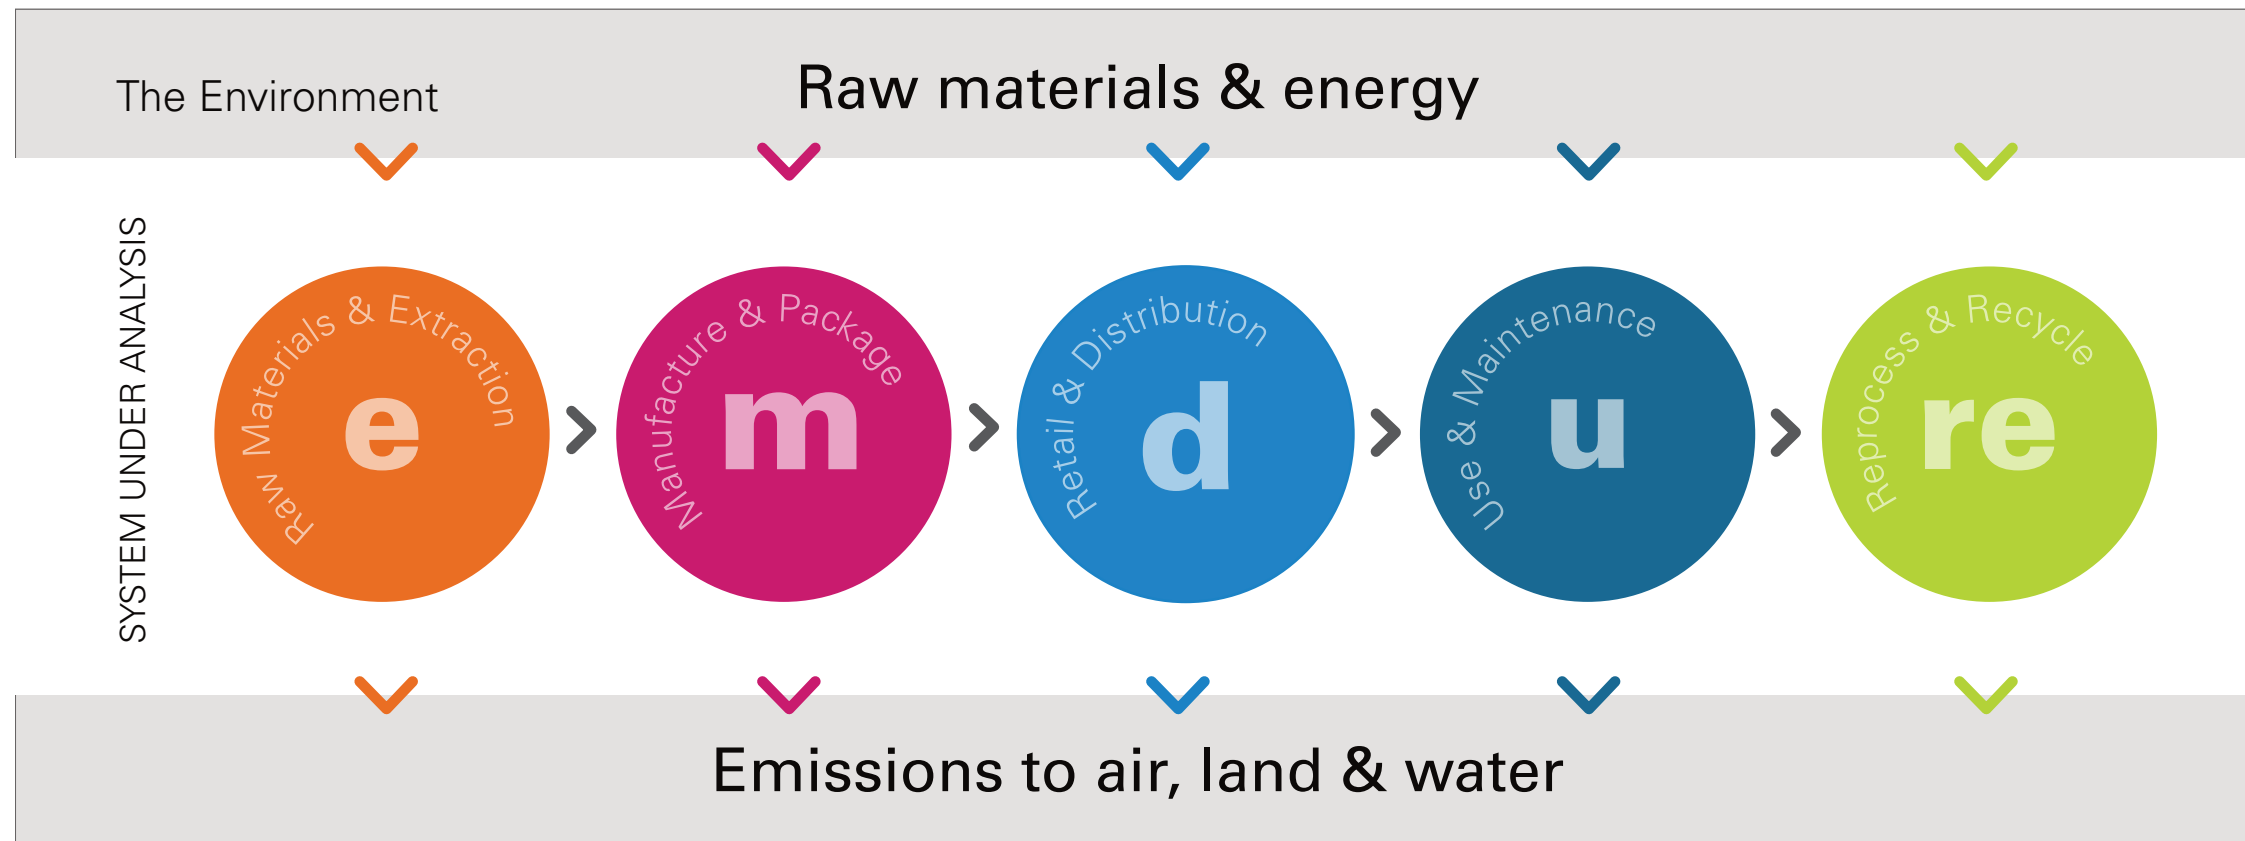 The Environment
Raw materials & energy
SYSTEM UNDER ANALYSIS
Raw Materials & Extraction
e
Manufacture & Package
m
Retail & Distribution
d
Use & Maintenance
u
Reprocess & Recycle
re
Emissions to air, land & water